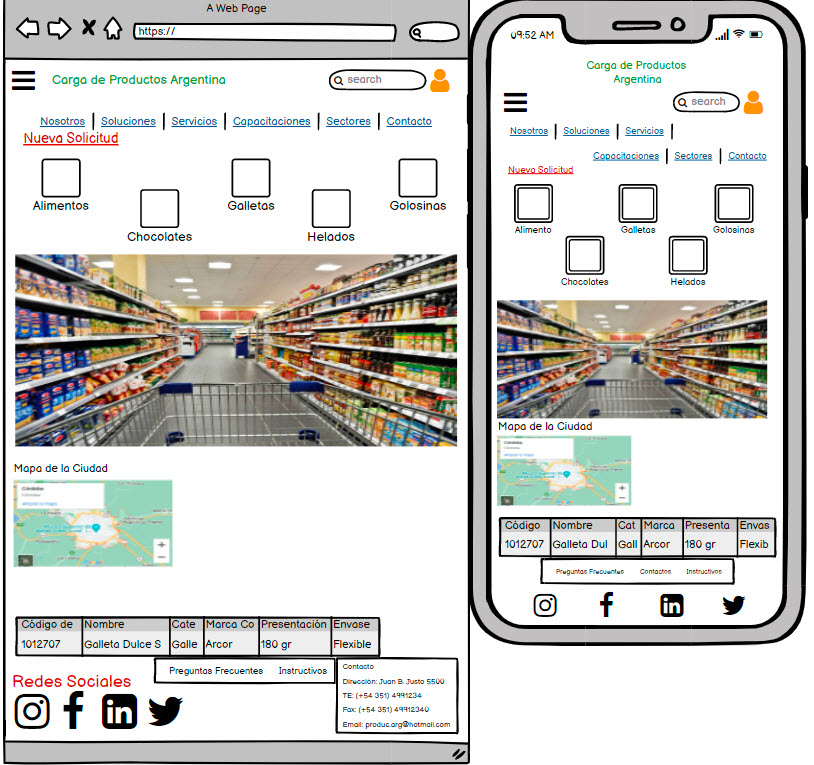 A Web Page
https://
Carga de Productos Argentina
search
Nosotros Soluciones Servicios Capacitaciones Sectores Contacto
Nueva Solicitud
Alimentos
Galletas
Golosinas
Chocolates
Helados
Mapa de la Ciudad
Córdoba
Código de Nombre Cate Marca Co Presentación Envase
1012707 Galleta Dulce S Galle Arcor 180 gr Flexible
Preguntas Frecuentes Instructivos
Contacto
Dirección: Juan B. Justo 5500
TE: (+54 351) 4991234
Fax: (+54 351) 49912340
Email: produc.arg@hotmail.com
Redes Sociales
09:52 AM
Carga de Productos
Argentina
search
Nosotros Soluciones Servicios
Capacitaciones Sectores Contacto
Nueva Solicitud
Alimento
Galletas
Golosinas
Chocolates
Helados
Mapa de la Ciudad
Código Nombre Cat Marca Presenta Envas
1012707 Galleta Dul Gall Arcor 180 gr Flexib
Preguntas Frecuentes Contactos Instructivos